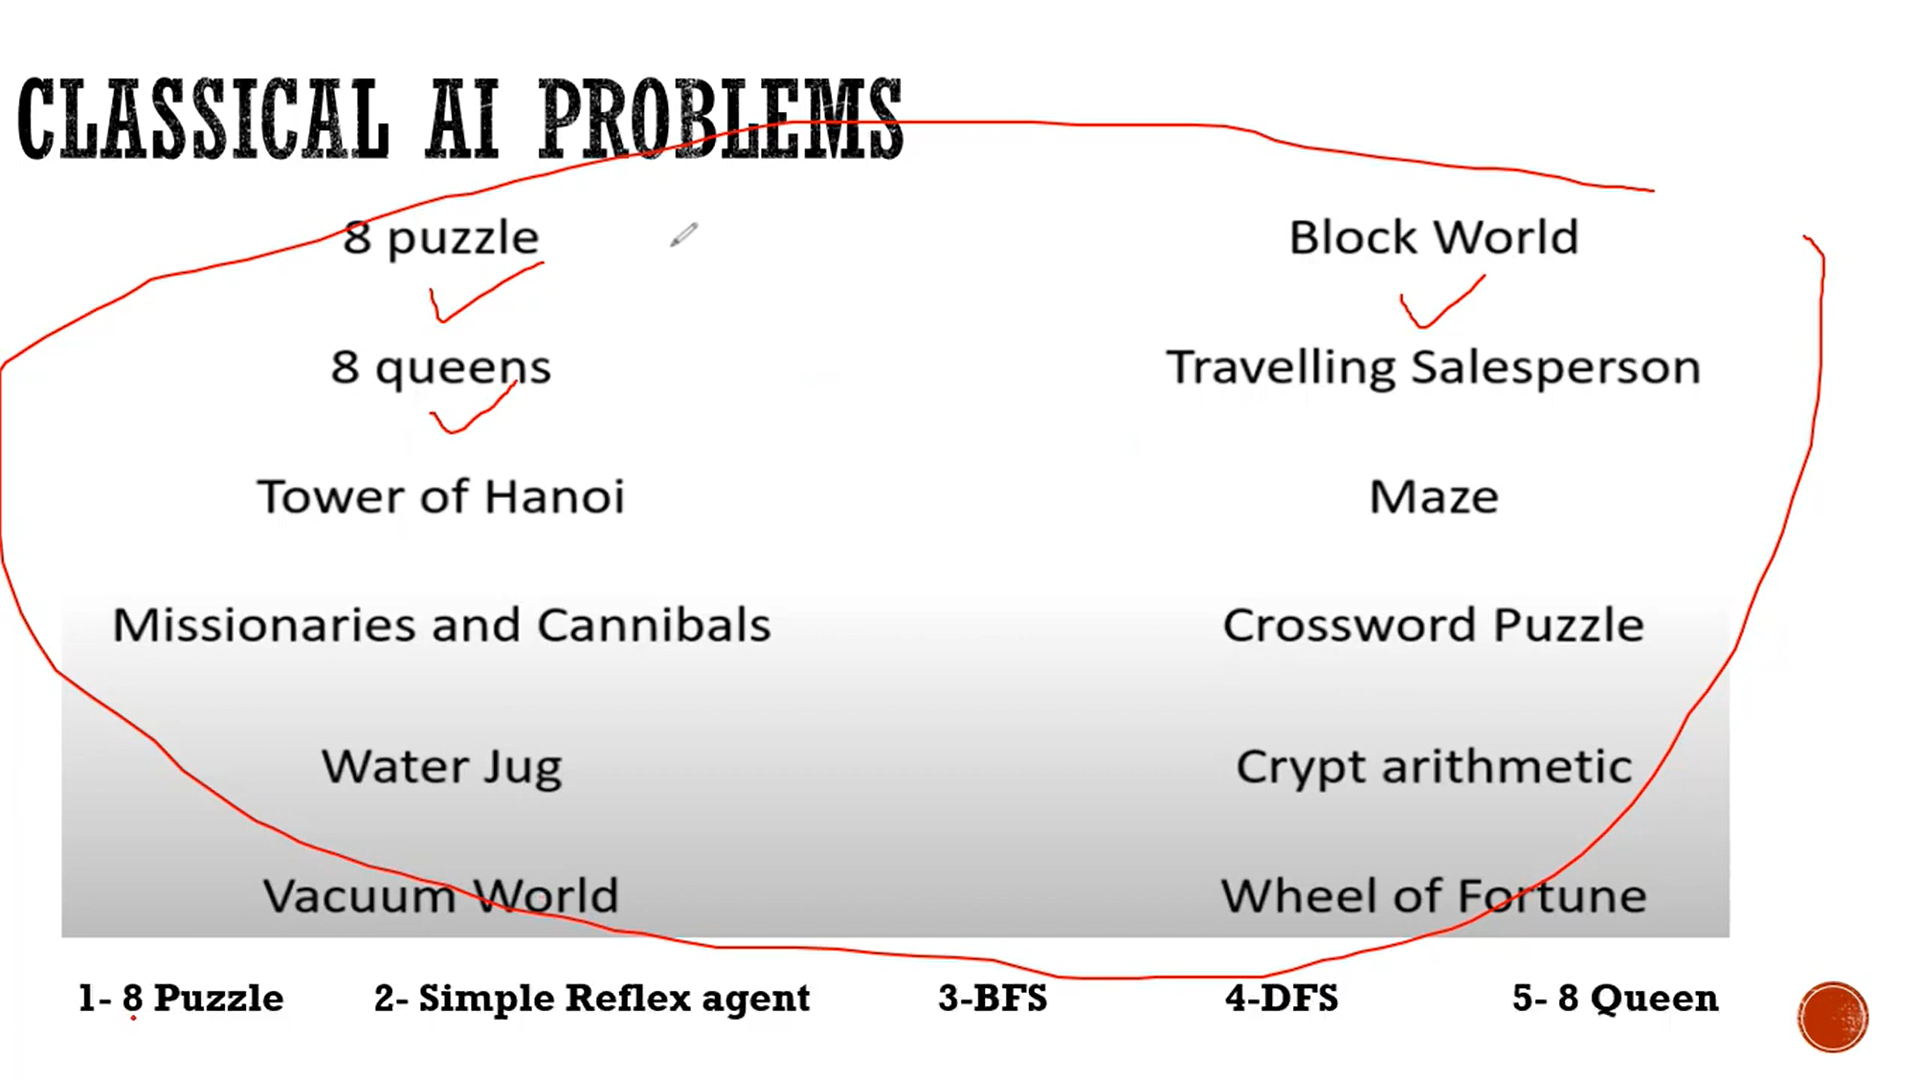 CLASSICAL AI PROBLEMS
8 puzzle Block World
8 queens Travelling Salesperson
Tower of Hanoi Maze
Missionaries and Cannibals Crossword Puzzle
Water Jug Crypt arithmetic
Vacuum World Wheel of Fortune
1- 8 Puzzle 2- Simple Reflex agent 3-BFS 4-DFS 5- 8 Queen